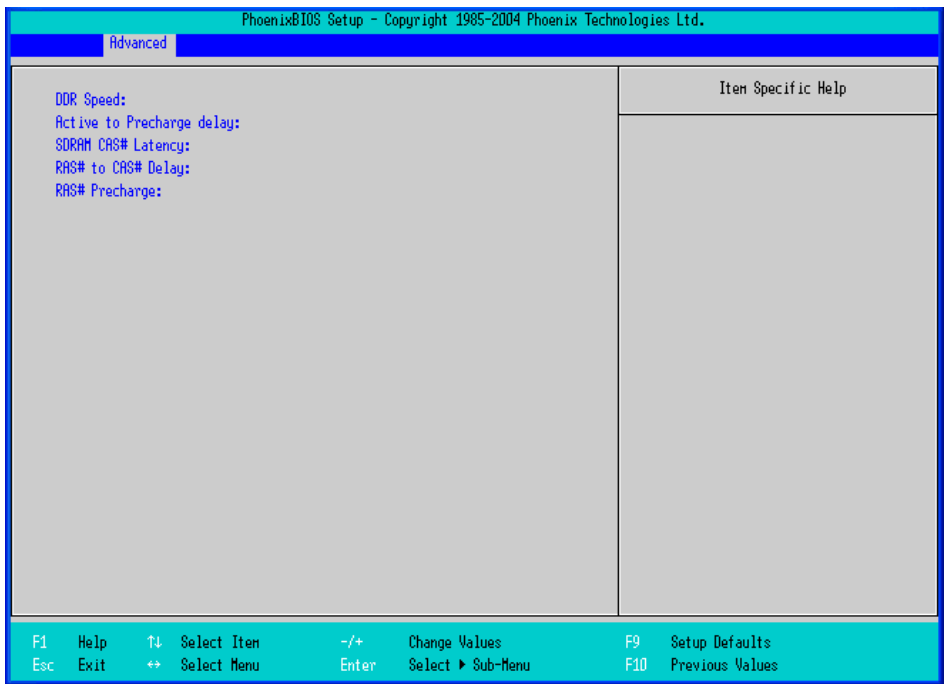 PhoenixBIOS Setup - Copyright 1985-2004 Phoenix Technologies Ltd.
Advanced
Item Specific Help
DDR Speed:
Active to Precharge delay:
SDRAM CAS# Latency:
RAS# to CAS# Delay:
RAS# Precharge:
F1 Help ↑↓ Select Item -/+ Change Values F9 Setup Defaults
Esc Exit ↔ Select Menu Enter Select ▶ Sub-Menu F10 Previous Values